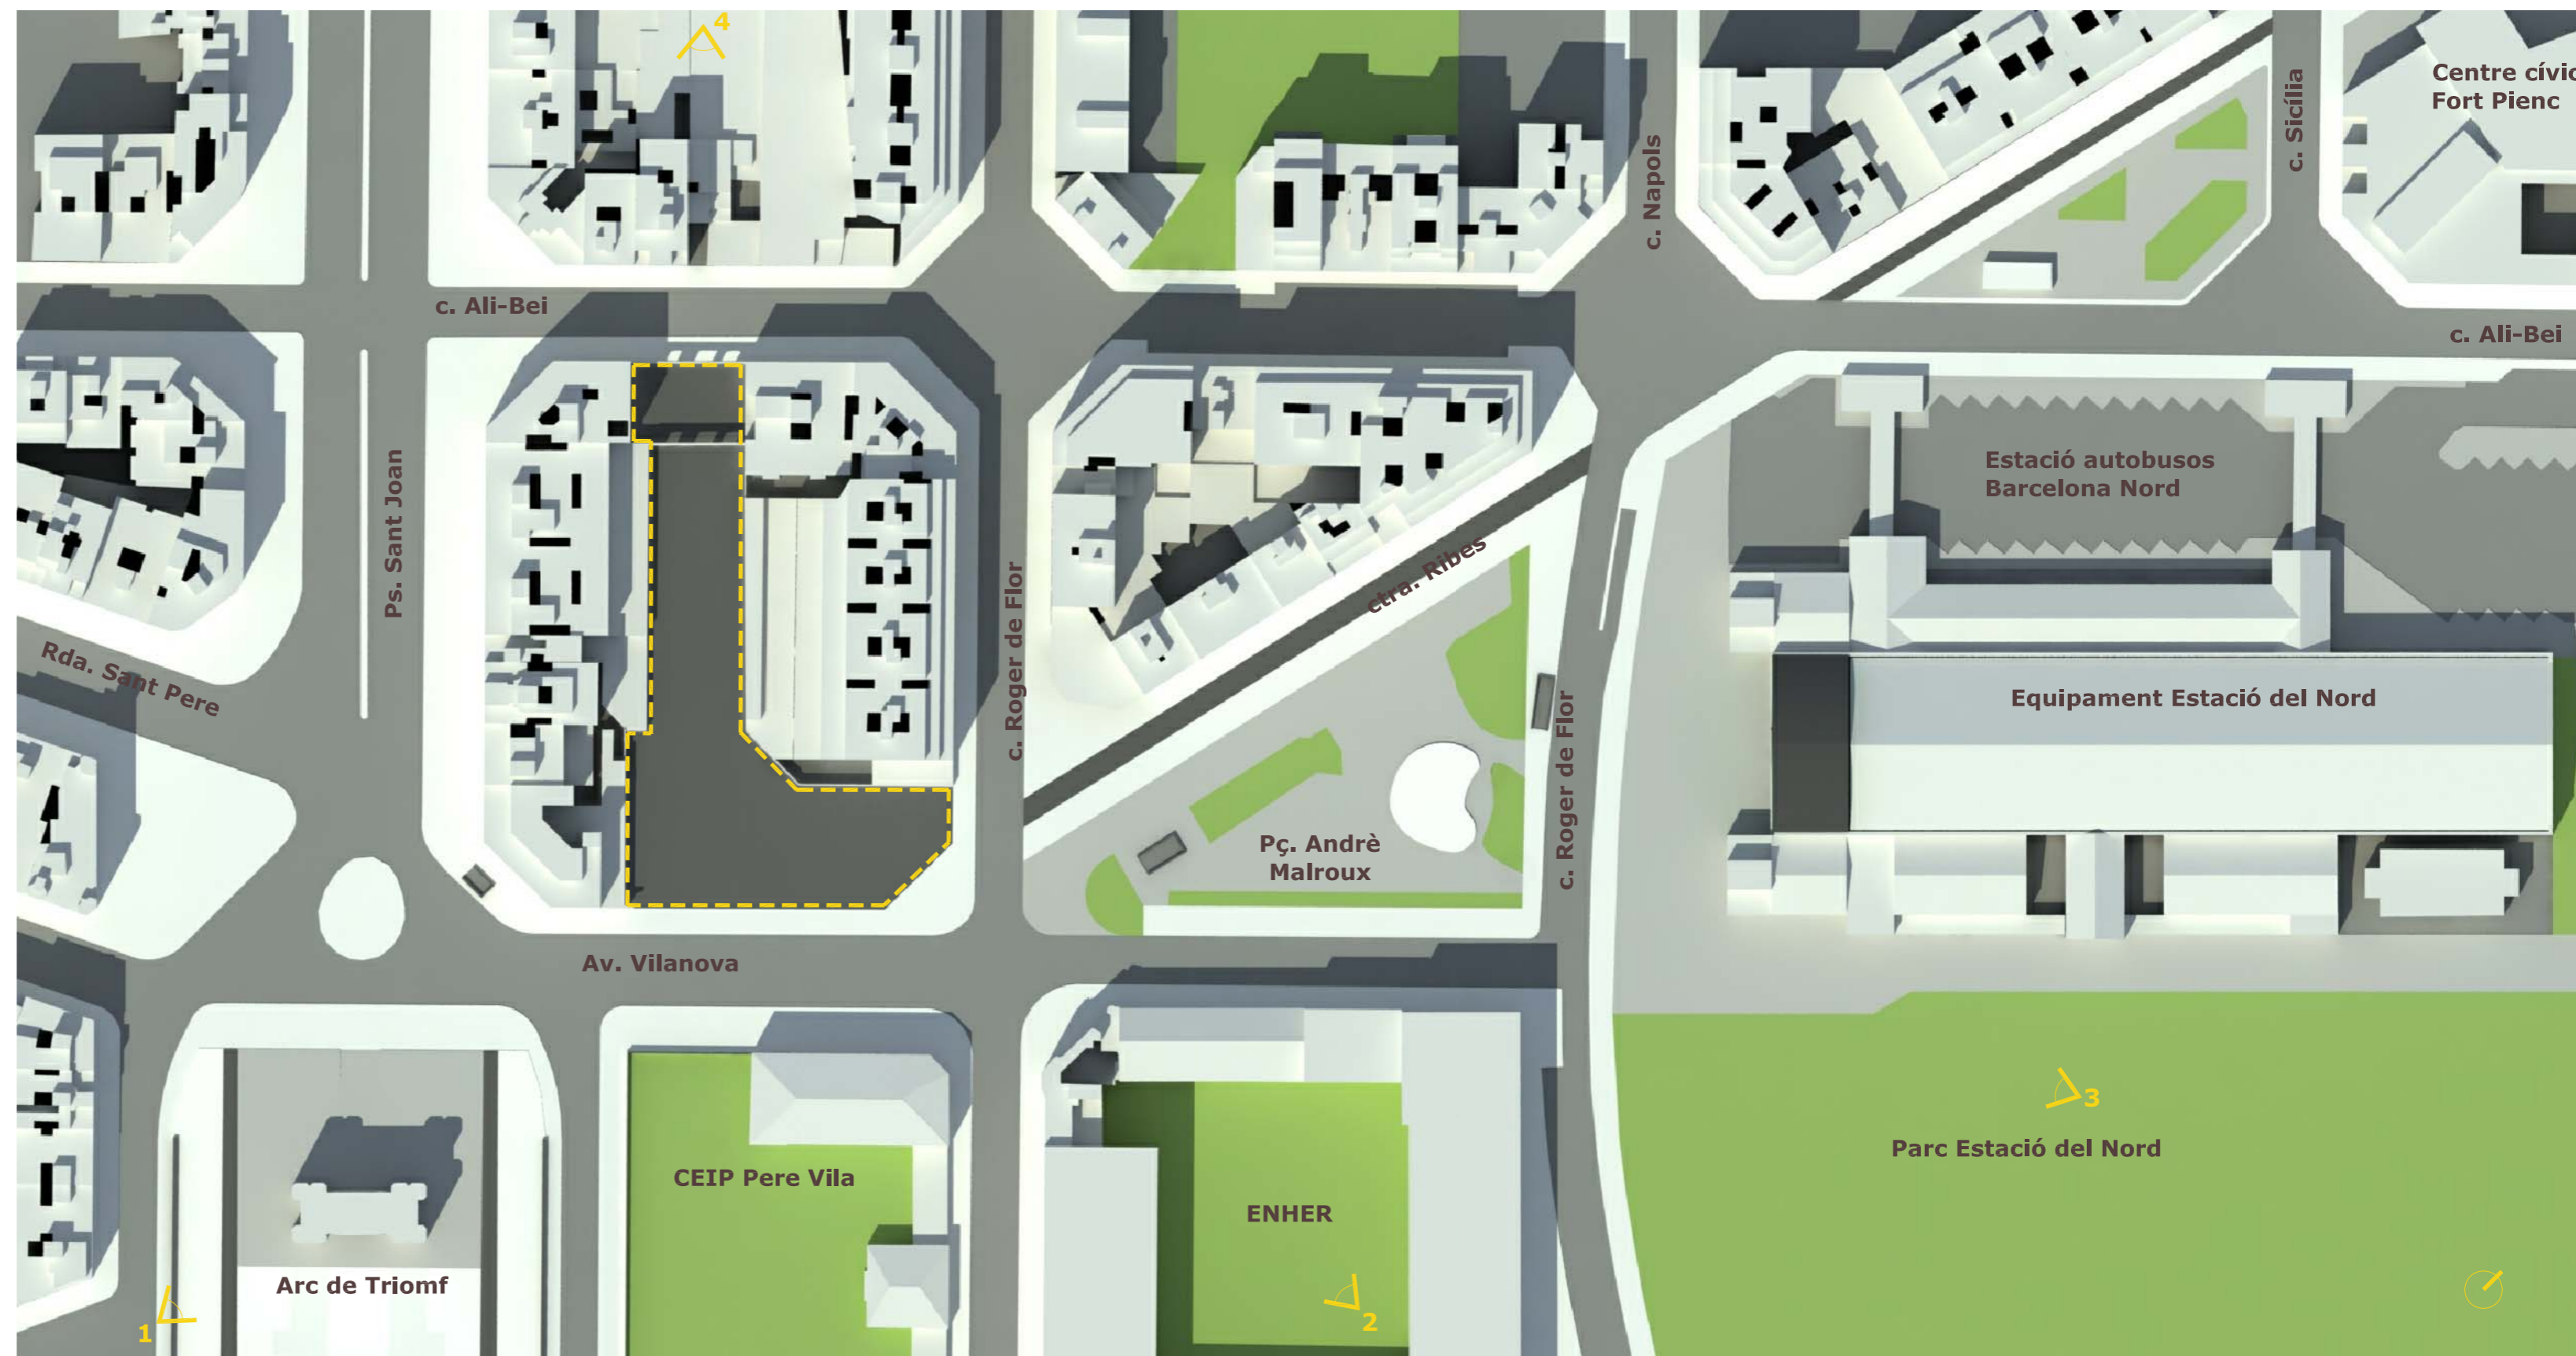 4
Centre cívic
Fort Pienc
c. Sicília
c. Napols
c. Ali-Bei
c. Ali-Bei
Estació autobusos
Barcelona Nord
Ps. Sant Joan
ctra. Ribes
c. Roger de Flor
Rda. Sant Pere
Equipament Estació del Nord
c. Roger de Flor
Pç. Andrè
Malroux
Av. Vilanova
3
Parc Estació del Nord
CEIP Pere Vila
ENHER
Arc de Triomf
1
2